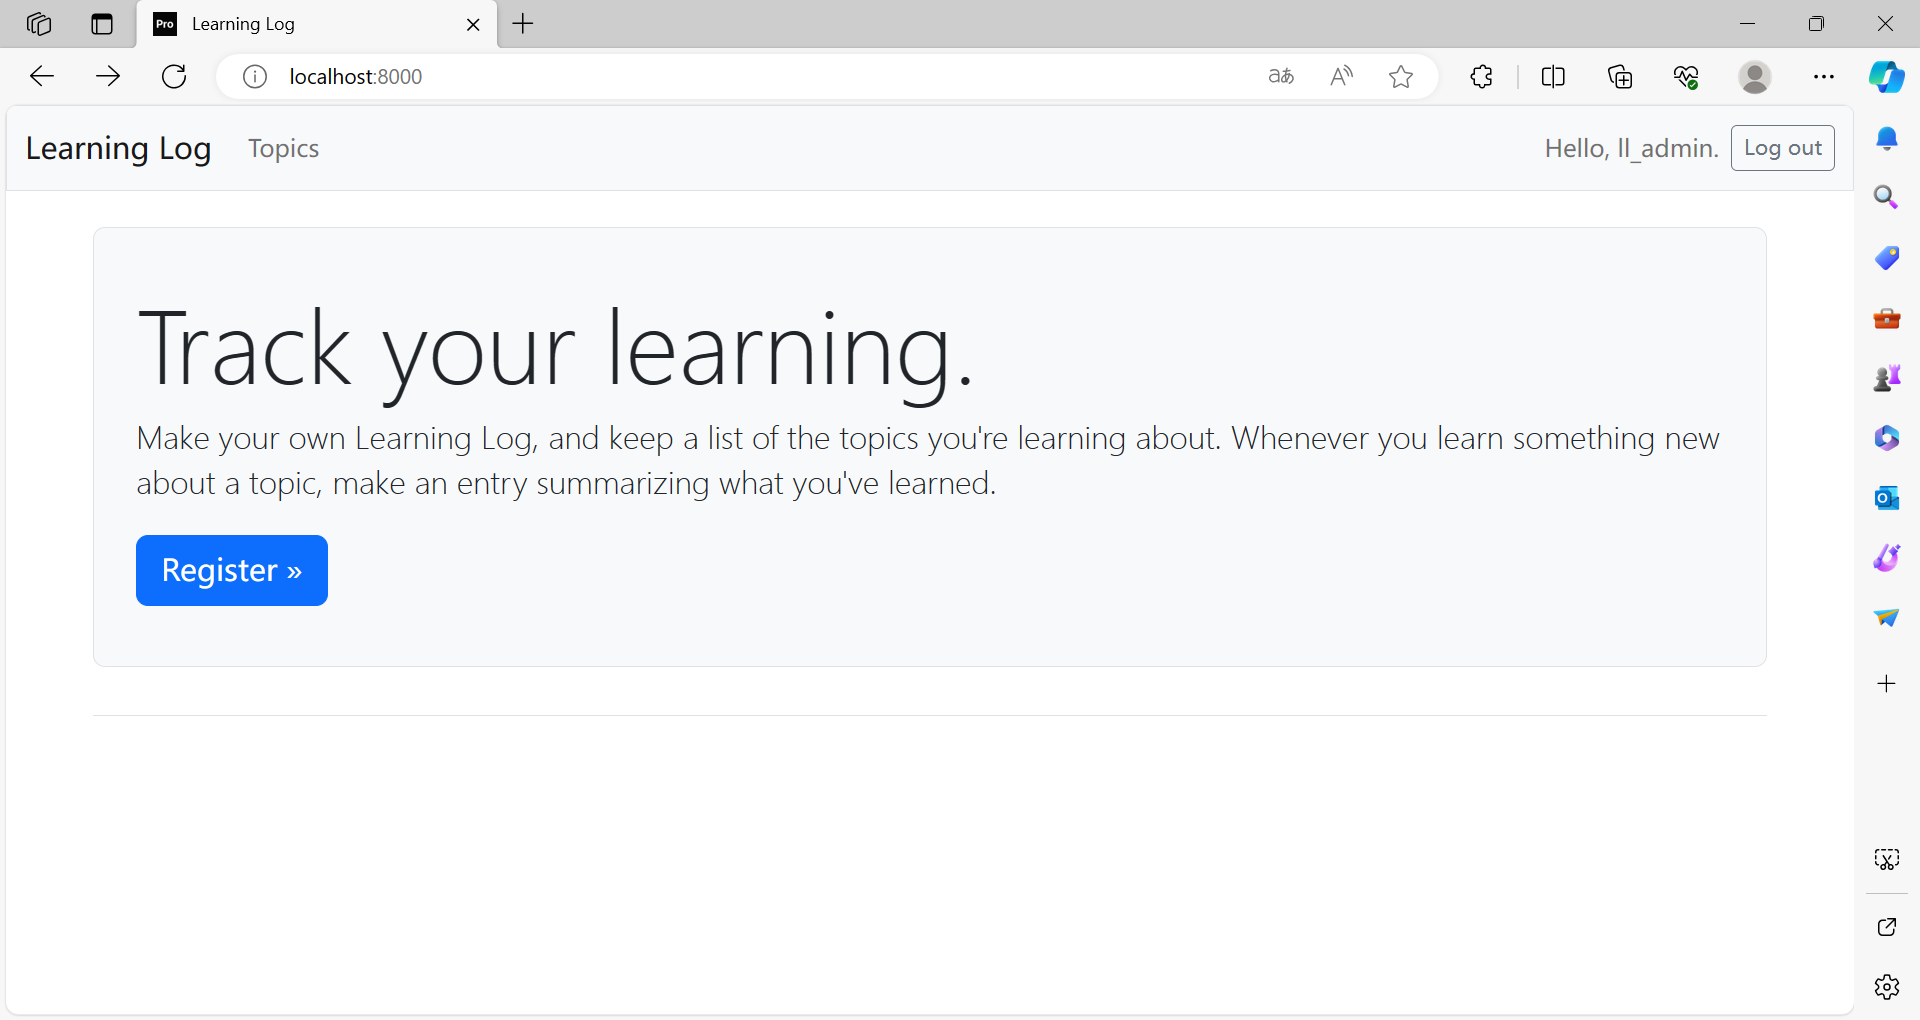 Pro Learning Log
localhost:8000
aあ A
Learning Log Topics Hello, ll_admin. Log out
Track your learning.
Make your own Learning Log, and keep a list of the topics you're learning about. Whenever you learn something new
about a topic, make an entry summarizing what you've learned.
Register »